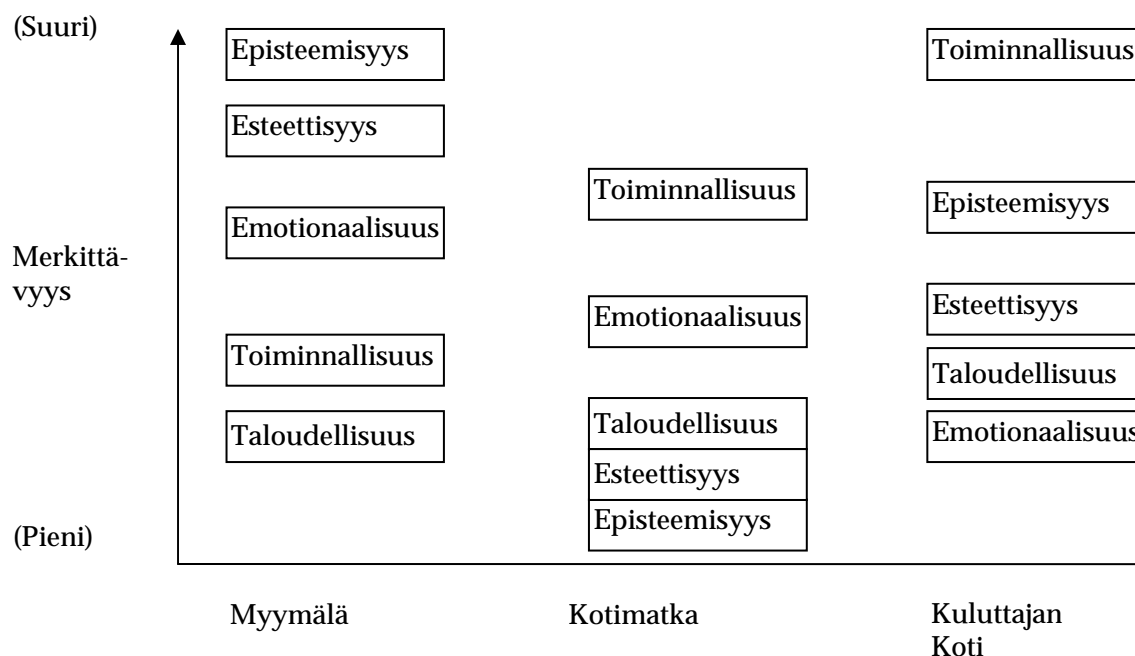 (Suuri)
Episteemisyys
Toiminnallisuus
Esteettisyys
Toiminnallisuus
Episteemisyys
Emotionaalisuus
Merkittä-
vyys
Emotionaalisuus
Esteettisyys
Toiminnallisuus
Taloudellisuus
Taloudellisuus
Taloudellisuus
Emotionaalisuus
Esteettisyys
Episteemisyys
(Pieni)
Myymälä
Kotimatka
Kuluttajan
Koti